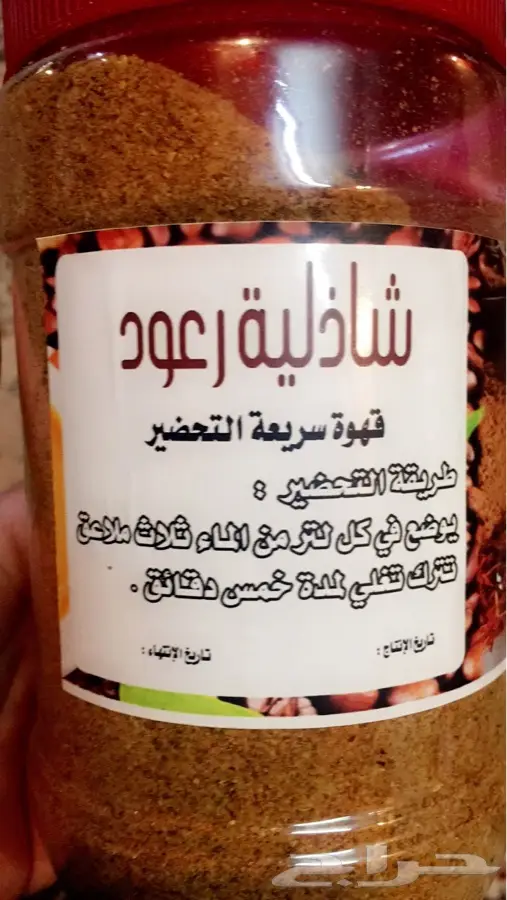 شاذلية رعود
قهوة سريعة التحضير
طريقة التحضير :
يوضع في كل لتر من الماء ثلاث ملاعق
تترك تغلي لمدة خمس دقائق .
تاريخ الإنتاج :
تاريخ الإنتهاء :
حراج